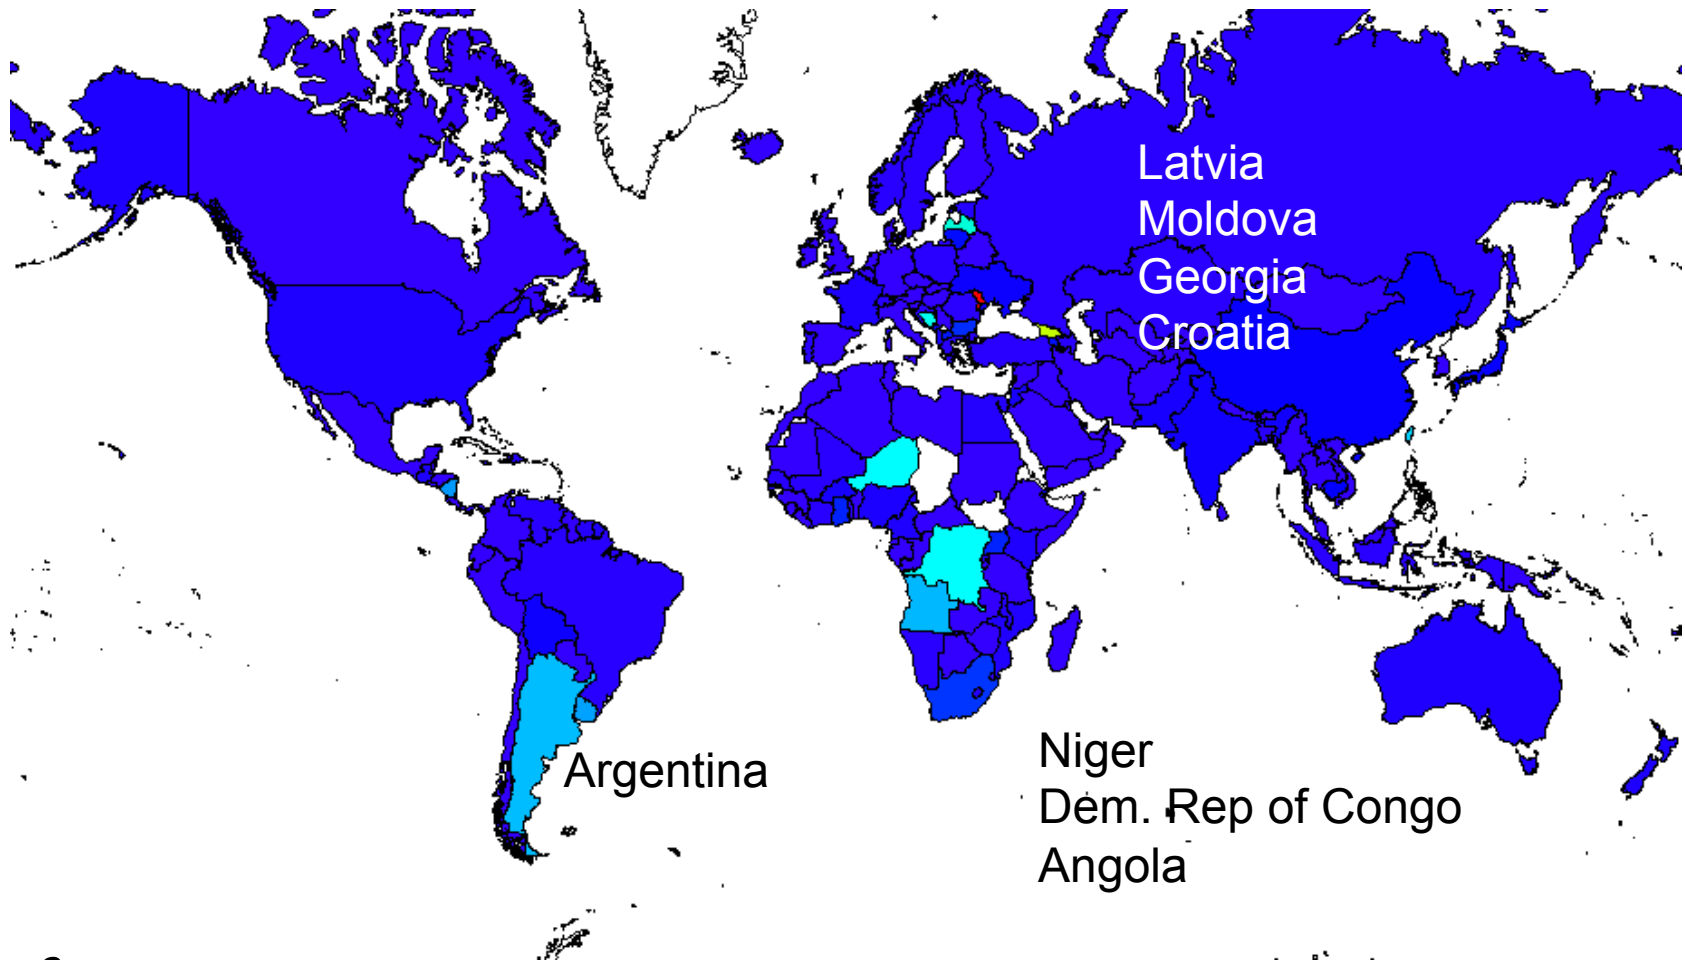 Latvia
Moldova
Georgia
Croatia
Argentina
Niger
Dem. Rep of Congo
Angola